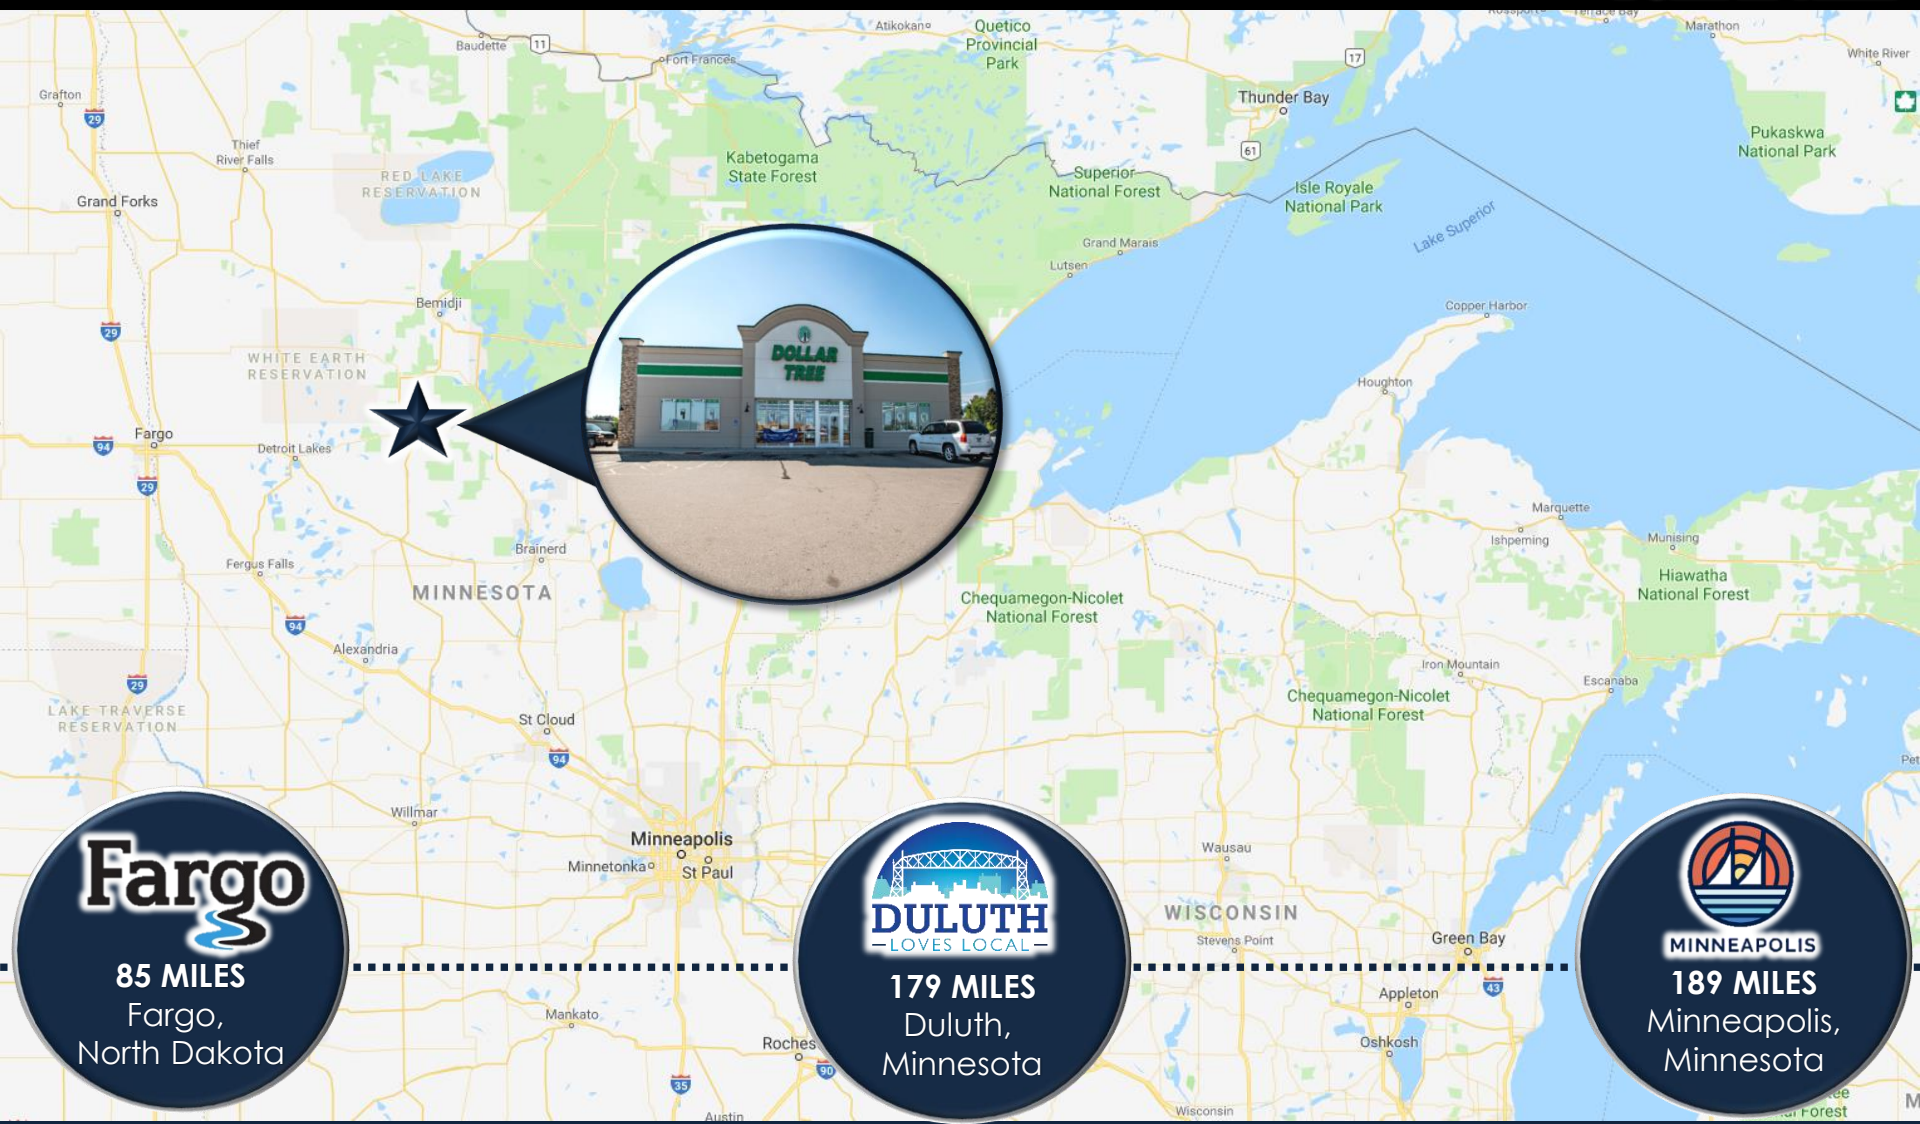 Atikokan
Quetico
Provincial
Park
Marathon
Baudette
11
Fort Frances
17
White River
Grafton
29
Thunder Bay
Thief
River Falls
Kabetogama
State Forest
61
Pukaskwa
National Park
RED LAKE
RESERVATION
Superior
National Forest
Isle Royale
National Park
Grand Forks
Lake Superior
Grand Marais
Lutsen
Bemidji
Copper Harbor
29
WHITE EARTH
RESERVATION
DOLLAR
TREE
Houghton
94
Fargo
Detroit Lakes
29
Marquette
Ishpeming
Munising
Brainerd
Fergus Falls
MINNESOTA
Hiawatha
National Forest
Chequamegon-Nicolet
National Forest
94
Alexandria
Iron Mountain
Escanaba
29
Chequamegon-Nicolet
National Forest
LAKE TRAVERSE
RESERVATION
St Cloud
94
Pet
Willmar
Minneapolis
Minnetonka
St Paul
Wausau
WISCONSIN
Stevens Point
Green Bay
43
Appleton
Mankato
Roches
90
Oshkosh
35
Austin
Wisconsin
Forest
Fargo
85 MILES
Fargo,
North Dakota
DULUTH
LOVES LOCAL
179 MILES
Duluth,
Minnesota
MINNEAPOLIS
189 MILES
Minneapolis,
Minnesota